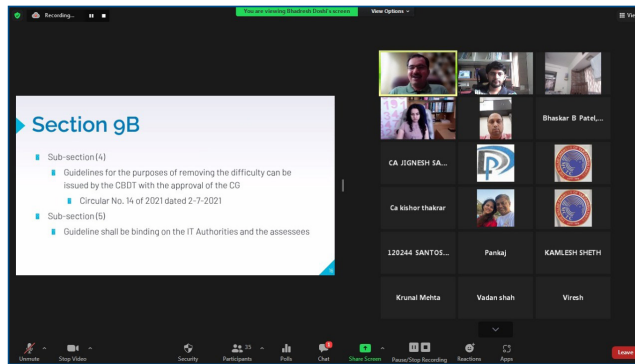 Recording...
You are viewing Bhadresh Doshi's screen
View Options
Section 9B
Sub-section (4)
Guidelines for the purposes of removing the difficulty can be
issued by the CBDT with the approval of the CG
Circular No. 14 of 2021 dated 2-7-2021
Sub-section (5)
Guideline shall be binding on the IT Authorities and the assessees
Bhaskar B Patel,...
CA JIGNESH SA...
Ca kishor thakrar
120244 SANTOS...
Pankaj
KAMLESH SHETH
Krunal Mehta
Vadan shah
Viresh
Unmute
Stop Video
Security
35
Participants
Polls
Chat
Share Screen
Pause/Stop Recording
Reactions
Apps
Leave